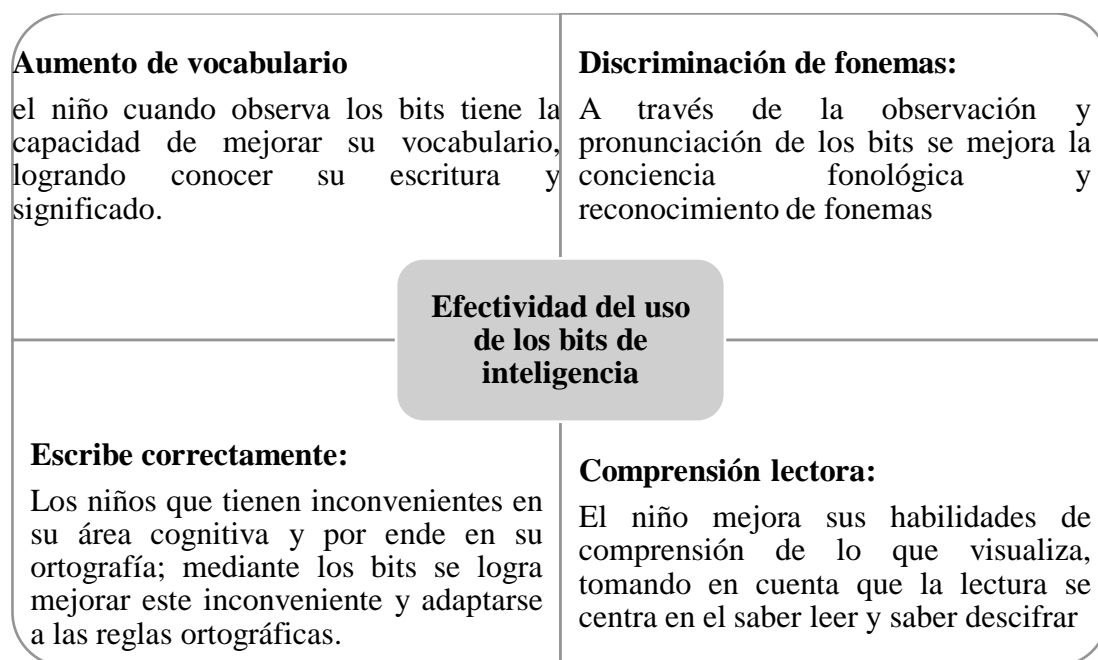 Aumento de vocabulario
el niño cuando observa los bits tiene la
capacidad de mejorar su vocabulario,
logrando conocer su escritura y
significado.
Discriminación de fonemas:
A través de la observación y
pronunciación de los bits se mejora la
conciencia fonológica y
reconocimiento de fonemas
Efectividad del uso
de los bits de
inteligencia
Escribe correctamente:
Los niños que tienen inconvenientes en
su área cognitiva y por ende en su
ortografía; mediante los bits se logra
mejorar este inconveniente y adaptarse
a las reglas ortográficas.
Comprensión lectora:
El niño mejora sus habilidades de
comprensión de lo que visualiza,
tomando en cuenta que la lectura se
centra en el saber leer y saber descifrar